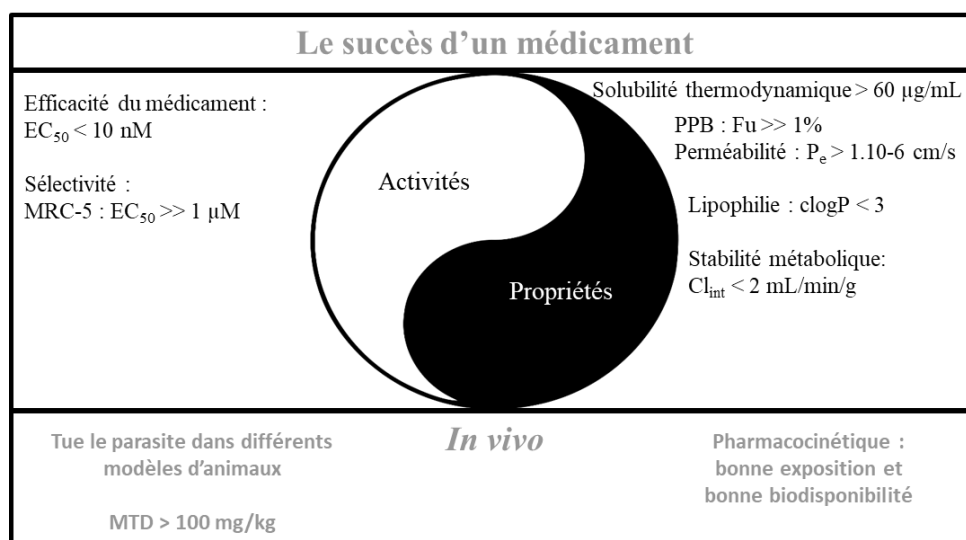 Le succès d’un médicament
Efficacité du médicament :
EC₅₀ < 10 nM
Sélectivité :
MRC-5 : EC₅₀ >> 1 µM
Activités
Propriétés
Solubilité thermodynamique > 60 µg/mL
PPB : Fu >> 1%
Perméabilité : Pₑ > 1.10-6 cm/s
Lipophilie : clogP < 3
Stabilité métabolique:
Clᵢₙₜ < 2 mL/min/g
In vivo
Tue le parasite dans différents
modèles d’animaux
MTD > 100 mg/kg
Pharmacocinétique :
bonne exposition et
bonne biodisponibilité